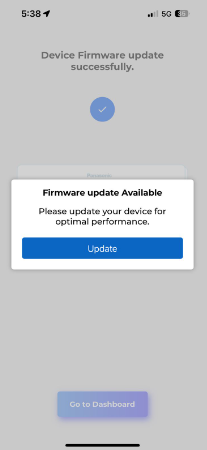 5:38
5G
Device Firmware update
successfully.
Firmware update Available
Please update your device for
optimal performance.
Update
Go to Dashboard